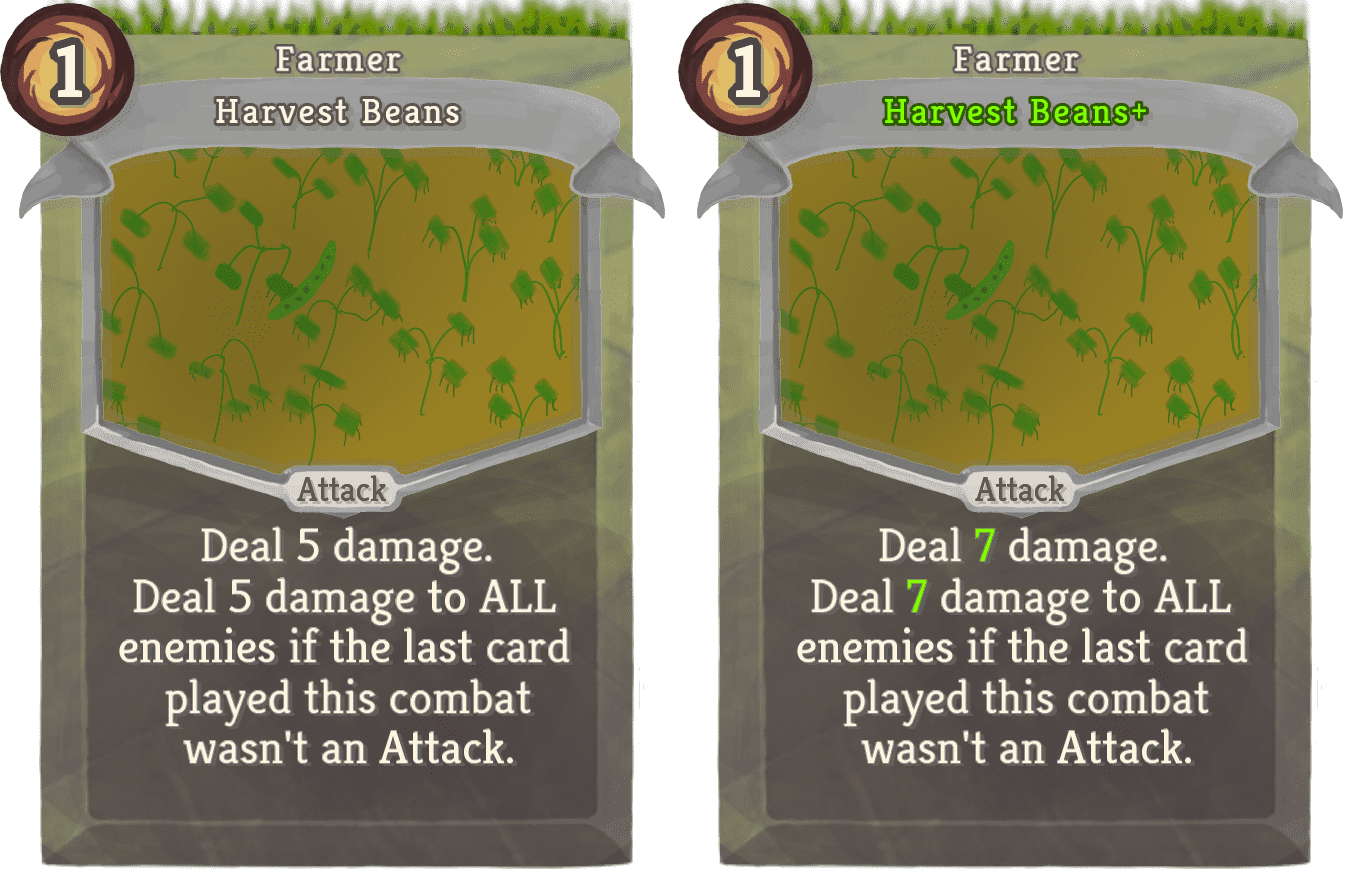 1
Farmer
Harvest Beans
Attack
Deal 5 damage.
Deal 5 damage to ALL
enemies if the last card
played this combat
wasn't an Attack.
1
Farmer
Harvest Beans+
Attack
Deal 7 damage.
Deal 7 damage to ALL
enemies if the last card
played this combat
wasn't an Attack.